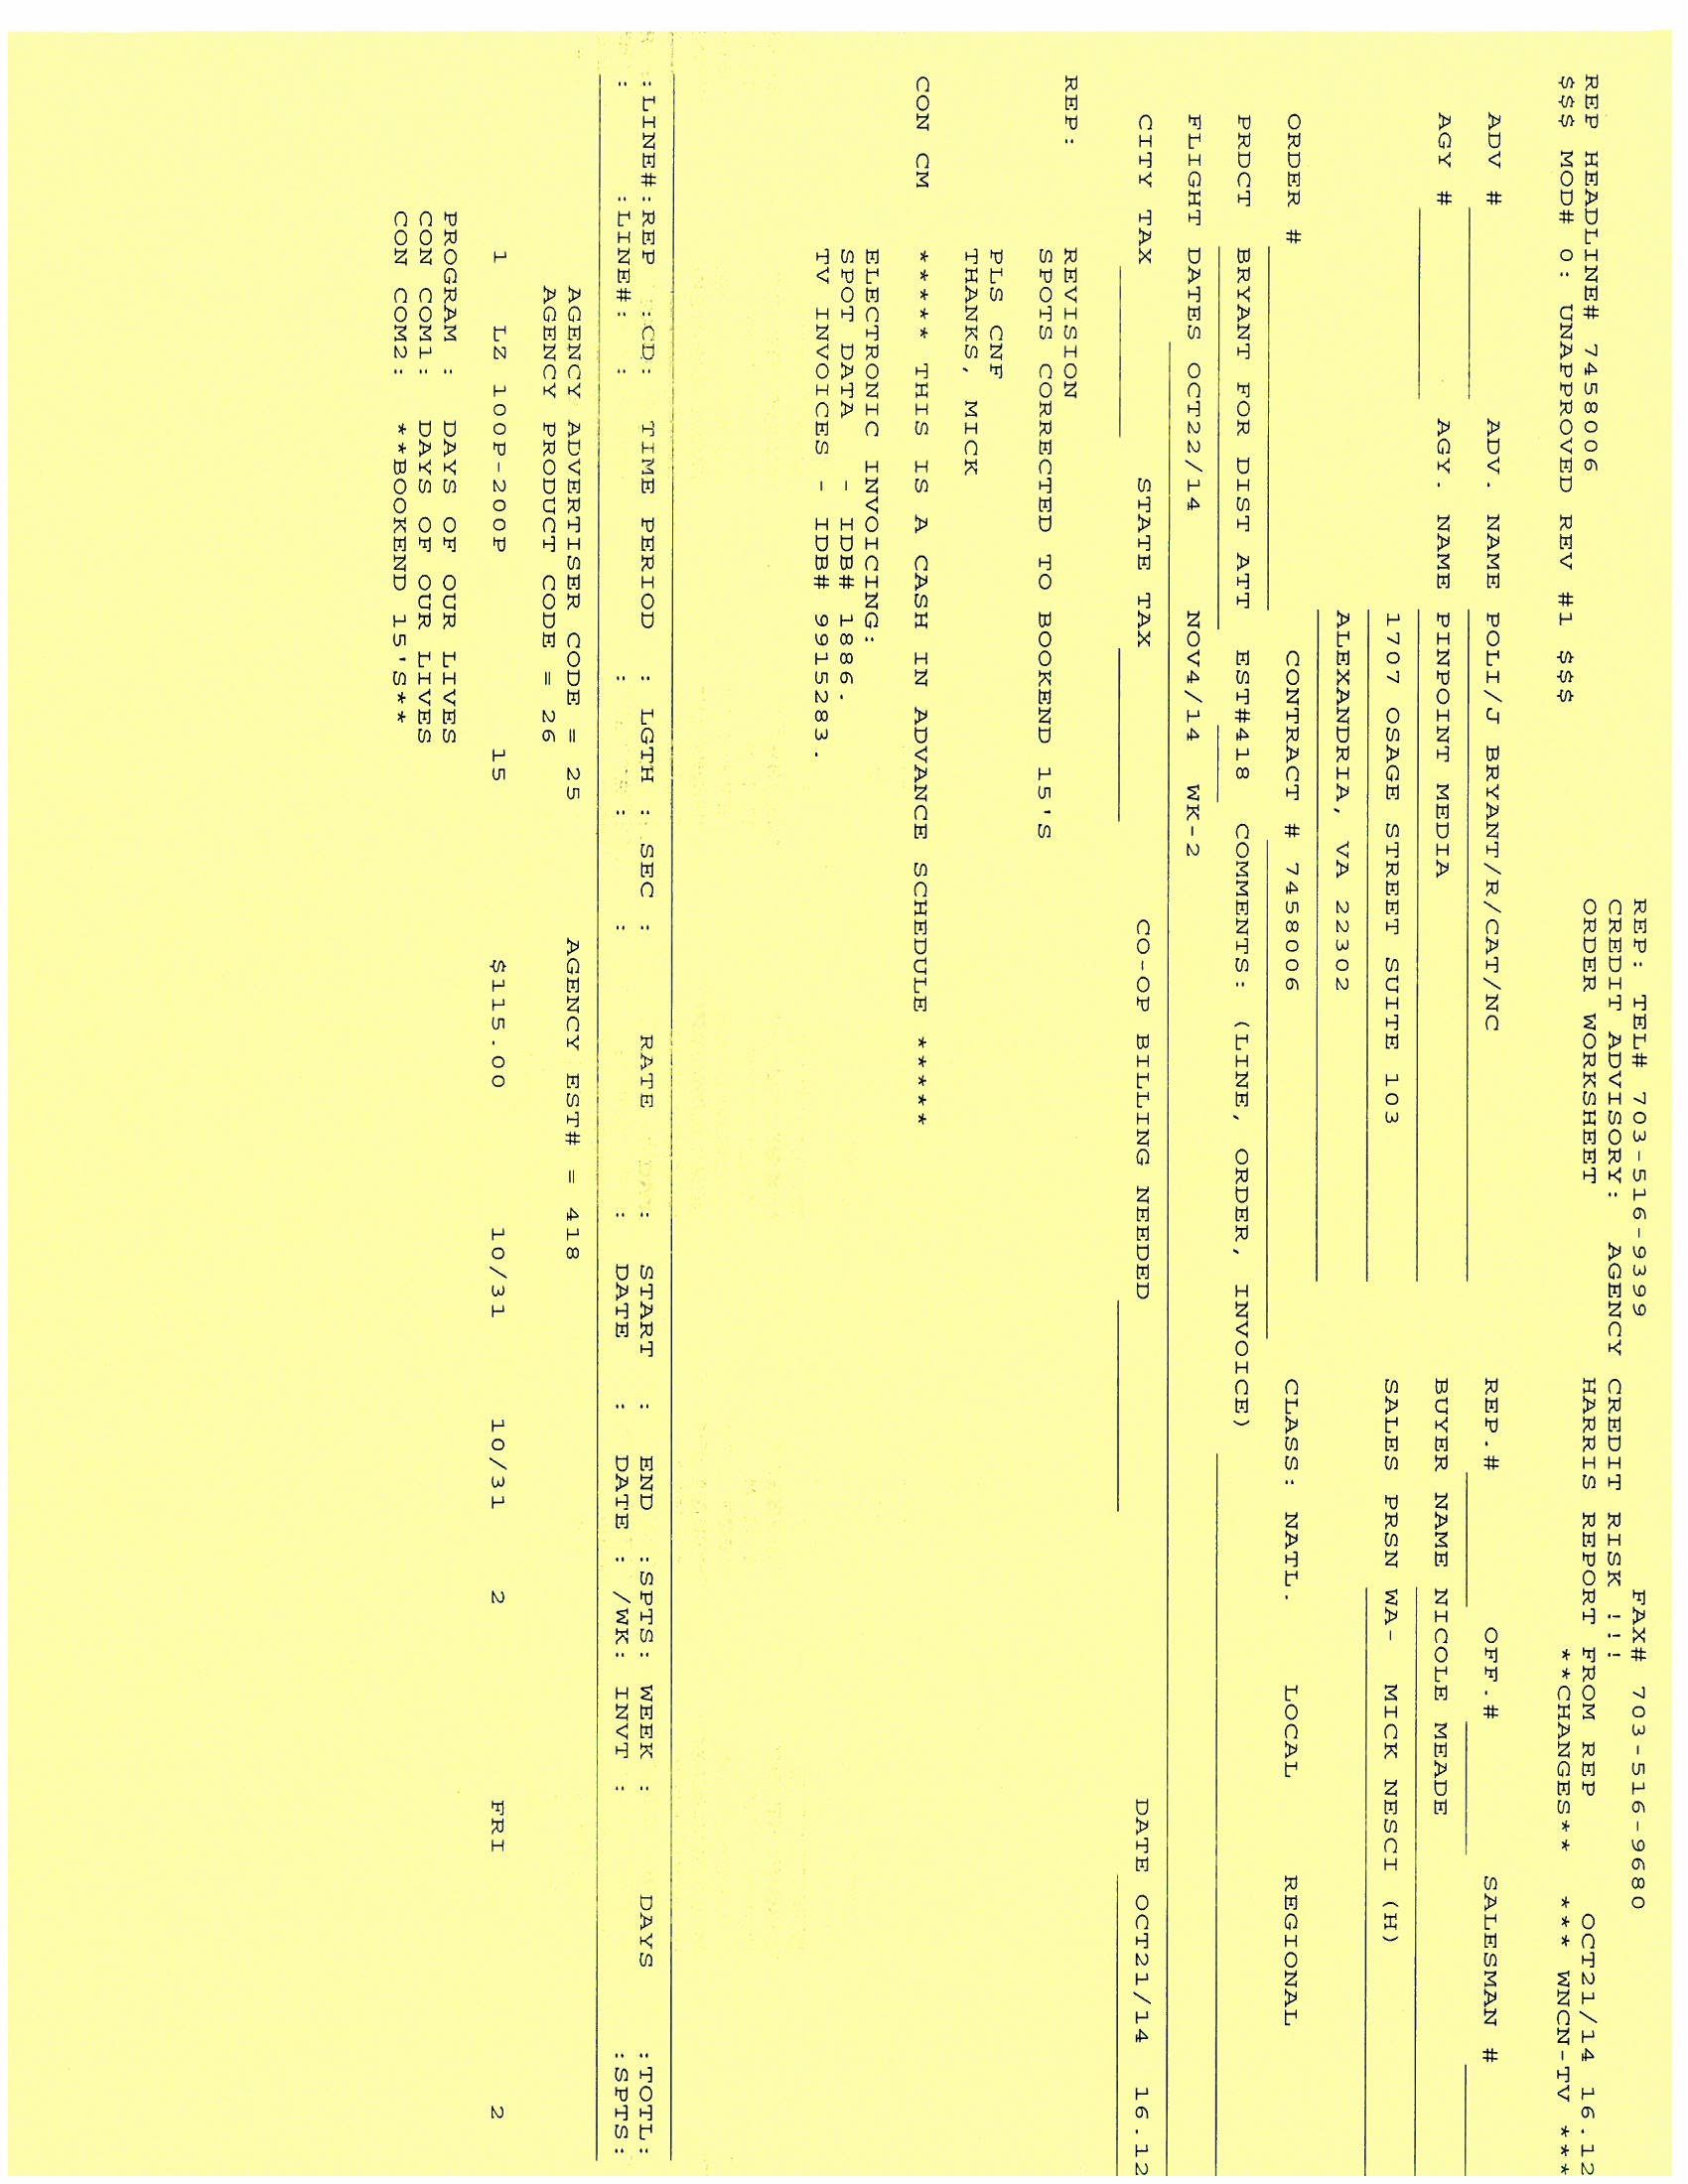 REP: TEL# 703-516-9399 FAX# 703-516-9680
CREDIT ADVISORY: AGENCY CREDIT RISK !!!
REP HEADLINE# 7458006 ORDER WORKSHEET HARRIS REPORT FROM REP OCT21/14 16.12
$$$ MOD# 0: UNAPPROVED REV #1 $$$ **CHANGES** *** WNCN-TV ***
ADV # ADV. NAME POLI/J BRYANT/R/CAT/NC REP.# OFF.# SALESMAN #
AGY # AGY. NAME PINPOINT MEDIA BUYER NAME NICOLE MEADE
1707 OSAGE STREET SUITE 103 SALES PRSN WA- MICK NESCI (H)
ALEXANDRIA, VA 22302
ORDER # CONTRACT # 7458006 CLASS: NATL. LOCAL REGIONAL
PRDCT BRYANT FOR DIST ATT EST#418 COMMENTS: (LINE, ORDER, INVOICE)
FLIGHT DATES OCT22/14 NOV4/14 WK-2
CITY TAX STATE TAX CO-OP BILLING NEEDED DATE OCT21/14 16.12
REP: REVISION
SPOTS CORRECTED TO BOOKEND 15'S
PLS CNF
THANKS, MICK
CON CM ***** THIS IS A CASH IN ADVANCE SCHEDULE *****
ELECTRONIC INVOICING:
SPOT DATA - IDB# 1886.
TV INVOICES - IDB# 9915283.
:LINE#:REP :CD: TIME PERIOD : LGTH : SEC : RATE : START : END :SPTS: WEEK : DAYS :TOTL:
: :LINE#: : : : : : DATE : DATE : /WK: INVT : :SPTS:
AGENCY ADVERTISER CODE = 25 AGENCY EST# = 418
AGENCY PRODUCT CODE = 26
1 LZ 100P-200P 15 $115.00 10/31 10/31 2 FRI 2
PROGRAM : DAYS OF OUR LIVES
CON COM1: DAYS OF OUR LIVES
CON COM2: **BOOKEND 15'S**